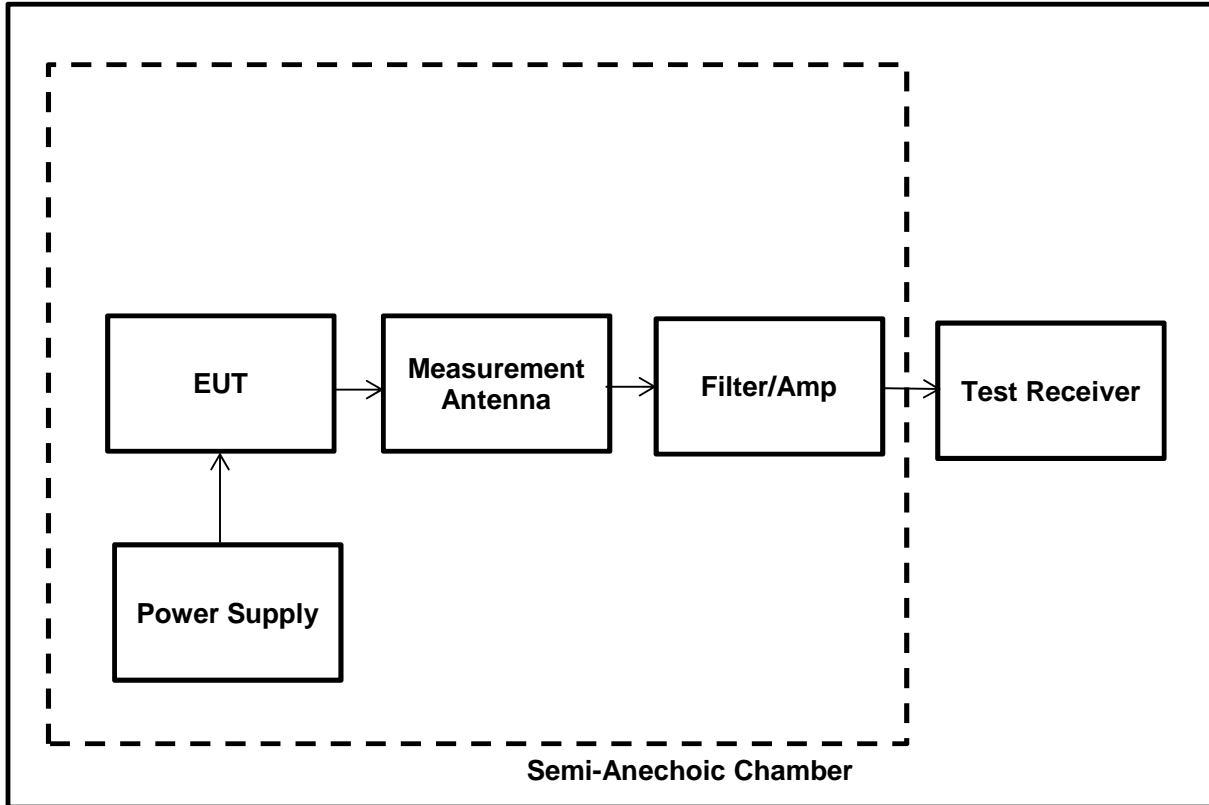 EUT
Measurement
Antenna
Filter/Amp
Test Receiver
Power Supply
Semi-Anechoic Chamber